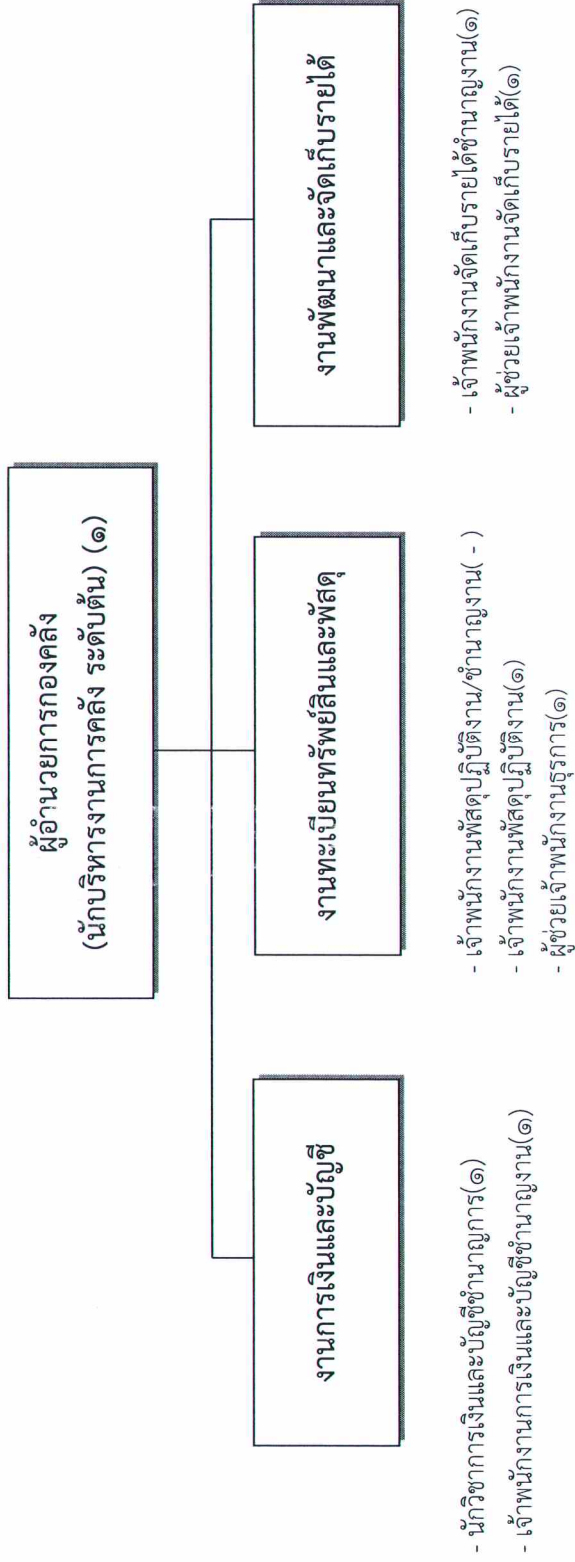 ผู้อำนวยการกองคลัง
(นักบริหารงานการคลัง ระดับต้น) (๑)
งานการเงินและบัญชี
- นักวิชาการเงินและบัญชีชำนาญการ(๑)
- เจ้าพนักงานการเงินและบัญชีชำนาญงาน(๑)
งานทะเบียนทรัพย์สินและพัสดุ
- เจ้าพนักงานพัสดุปฏิบัติงาน/ชำนาญงาน( - )
- เจ้าพนักงานพัสดุปฏิบัติงาน(๑)
- ผู้ช่วยเจ้าพนักงานธุรการ(๑)
งานพัฒนาและจัดเก็บรายได้
- เจ้าพนักงานจัดเก็บรายได้ชำนาญงาน(๑)
- ผู้ช่วยเจ้าพนักงานจัดเก็บรายได้(๑)